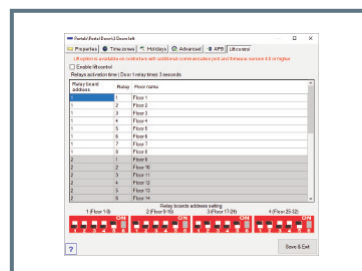 Properties Time zones Holidays Advanced APB Lift control
Lift option is available on controllers with additional communication port and firmware version 4.0 or higher
Enable lift control
Relays activation time (Door 1 relay time) 3 seconds
Relay board address Relay Floor name
1 1 Floor 1
1 2 Floor 2
1 3 Floor 3
1 4 Floor 4
1 5 Floor 5
1 6 Floor 6
1 7 Floor 7
1 8 Floor 8
2 1 Floor 9
2 2 Floor 10
2 3 Floor 11
2 4 Floor 12
2 5 Floor 13
2 6 Floor 14
Relay boards address setting
1 (Floor 1-8) 2 (Floor 9-16) 3 (Floor 17-24) 4 (Floor 25-32)
ON ON ON ON
?
Save & Exit